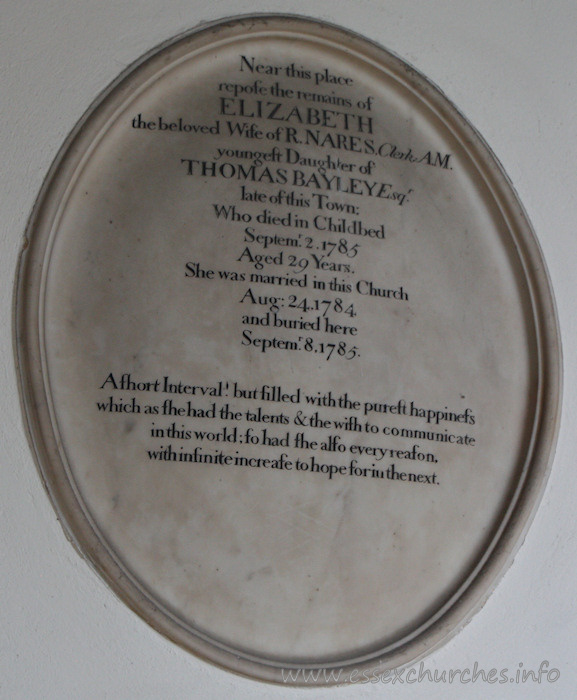 Near this place
repoſe the remains of
ELIZABETH
the beloved Wife of R. NARES, Clerk, A.M.
youngeſt Daughter of
THOMAS BAYLEY Esqr.
late of this Town;
Who died in Childbed
Septemr. 2. 1785
Aged 29 Years.
She was married in this Church
Aug: 24. 1784,
and buried here
Septemr. 8. 1785.
A ſhort Interval! but filled with the pureſt happineſs
which as ſhe had the talents & the wiſh to communicate
in this world; ſo had ſhe alſo every reaſon,
with infinite increaſe to hope for in the next.
www.essexchurches.info